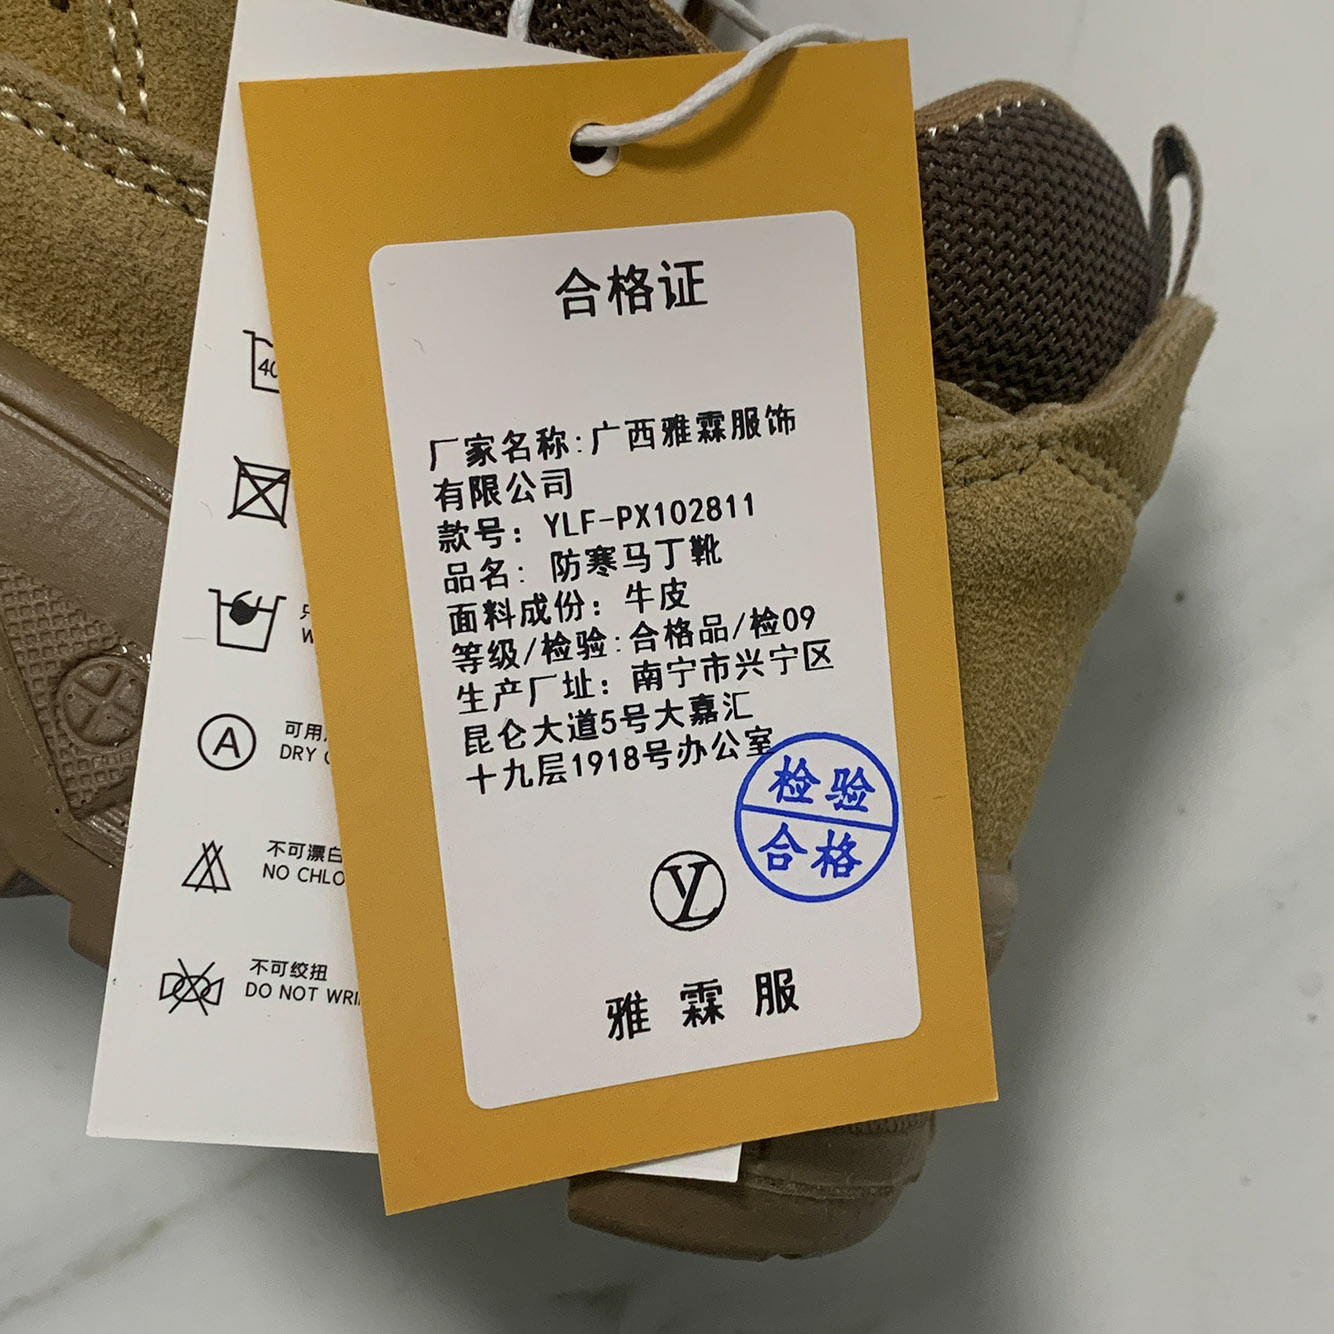 合格证
厂家名称:广西雅霖服饰
有限公司
款号: YLF-PX102811
品名: 防寒马丁靴
面料成份: 牛皮
等级/检验:合格品/检09
生产厂址: 南宁市兴宁区
昆仑大道5号大嘉汇
十九层1918号办公室
检验
合格
雅霖服
40
A
可用
DRY
不可漂白
NO CHLO
不可绞扭
DO NOT WRI